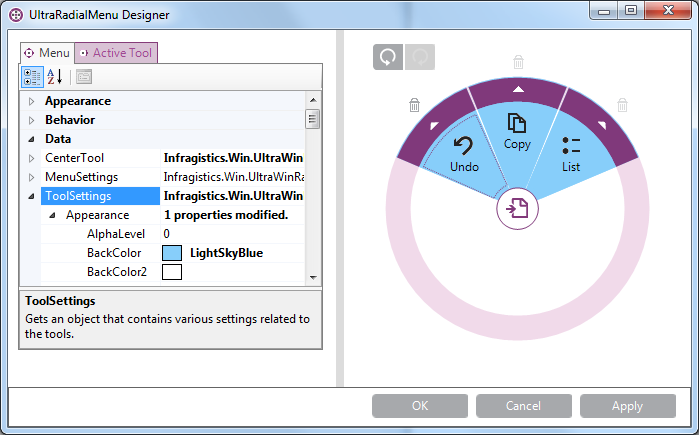 UltraRadialMenu Designer
Menu
Active Tool
Appearance
Behavior
Data
CenterTool Infragistics.Win.UltraWin
MenuSettings Infragistics.Win.UltraWinRa
ToolSettings Infragistics.Win.UltraWin
Appearance 1 properties modified.
AlphaLevel 0
BackColor LightSkyBlue
BackColor2
ToolSettings
Gets an object that contains various settings related to
the tools.
Undo
Copy
List
OK
Cancel
Apply